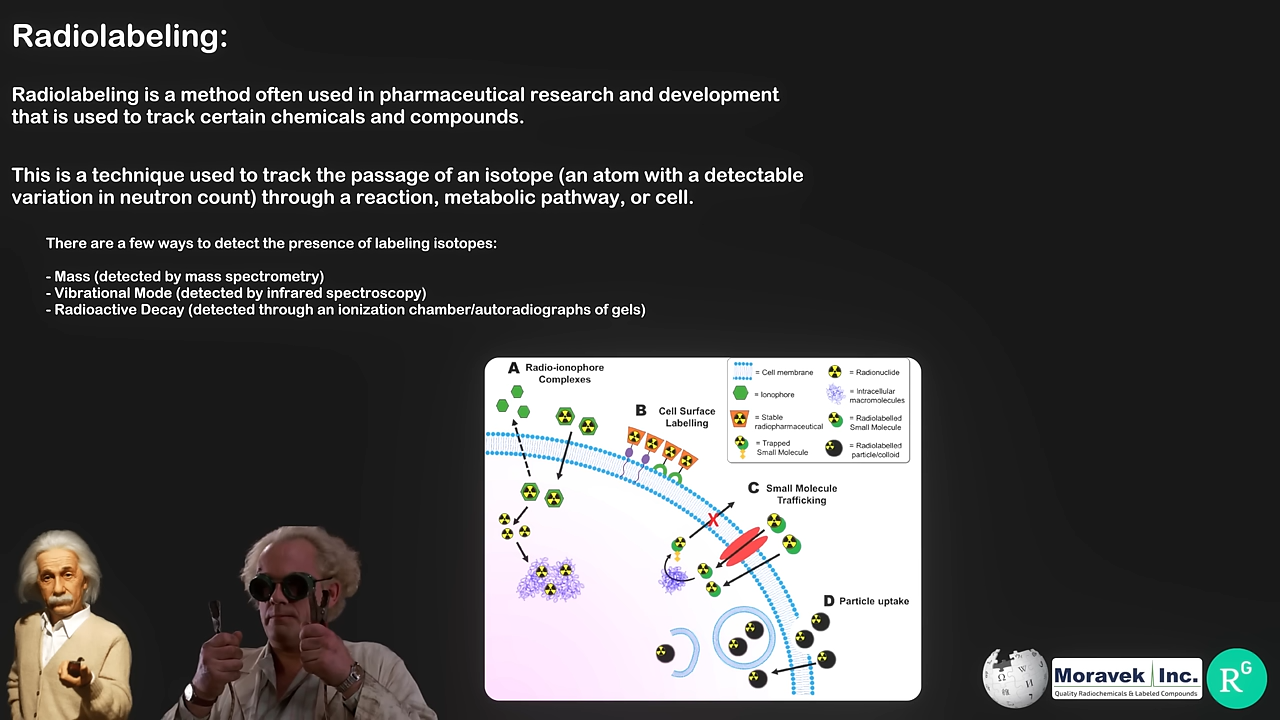 Radiolabeling:
Radiolabeling is a method often used in pharmaceutical research and development
that is used to track certain chemicals and compounds.
This is a technique used to track the passage of an isotope (an atom with a detectable
variation in neutron count) through a reaction, metabolic pathway, or cell.
There are a few ways to detect the presence of labeling isotopes:
- Mass (detected by mass spectrometry)
- Vibrational Mode (detected by infrared spectroscopy)
- Radioactive Decay (detected through an ionization chamber/autoradiographs of gels)
A Radio-ionophore
Complexes
B Cell Surface
Labelling
= Cell membrane
= Radionuclide
= Ionophore
= Intracellular
macromolecules
= Stable
radiopharmaceutical
= Radiolabelled
Small Molecule
= Trapped
Small Molecule
= Radiolabelled
particle/colloid
C Small Molecule
Trafficking
X
D Particle uptake
W
Ω
И
Moravek Inc.
Quality Radiochemicals & Labeled Compounds
RG